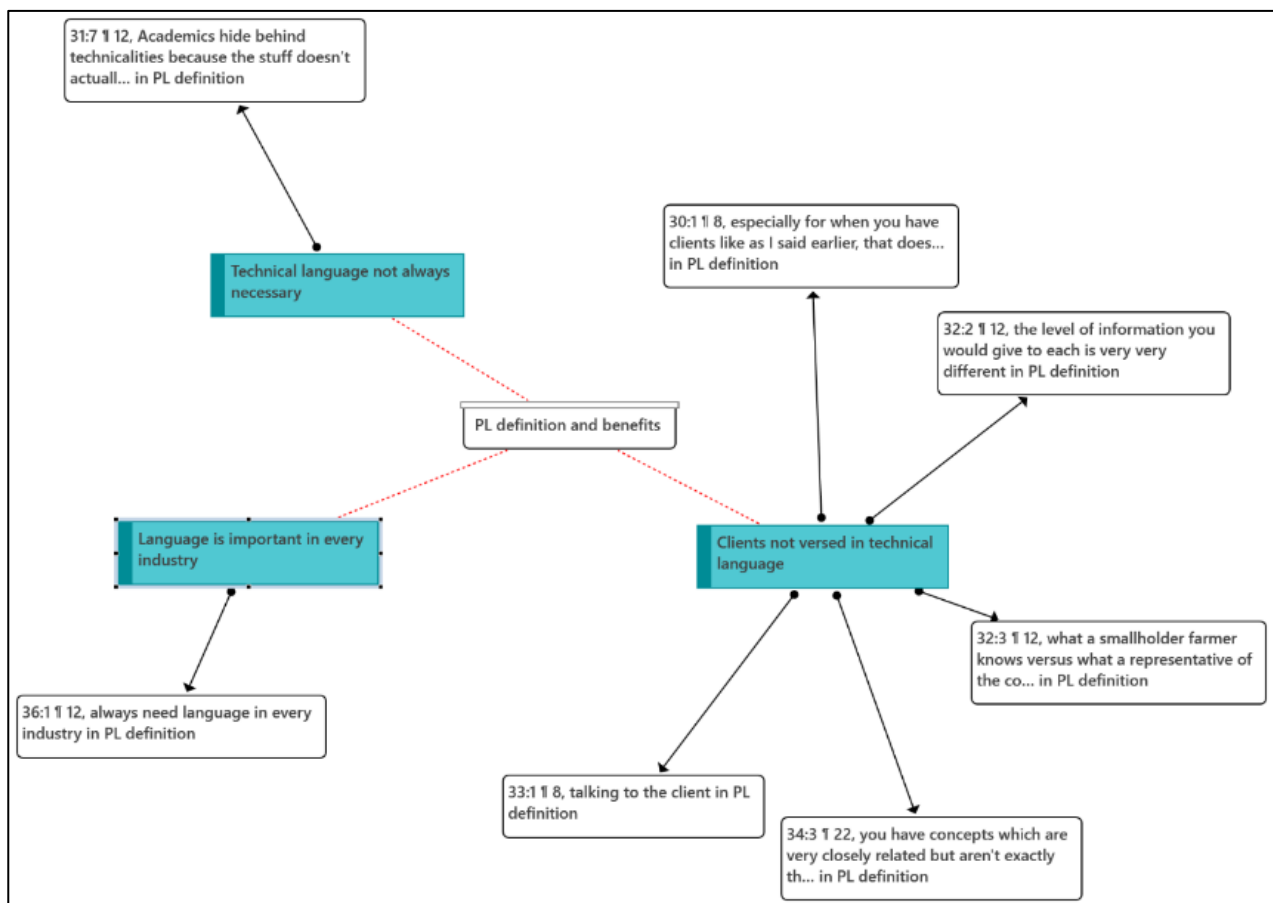 31:7 ¶ 12, Academics hide behind
technicalities because the stuff doesn't
actuall... in PL definition
Technical language not always
necessary
30:1 ¶ 8, especially for when you have
clients like as I said earlier, that does...
in PL definition
32:2 ¶ 12, the level of information you
would give to each is very very
different in PL definition
PL definition and benefits
Language is important in every
industry
Clients not versed in technical
language
32:3 ¶ 12, what a smallholder farmer
knows versus what a representative of
the co... in PL definition
36:1 ¶ 12, always need language in every
industry in PL definition
33:1 ¶ 8, talking to the client in PL
definition
34:3 ¶ 22, you have concepts which are
very closely related but aren't exactly
th... in PL definition